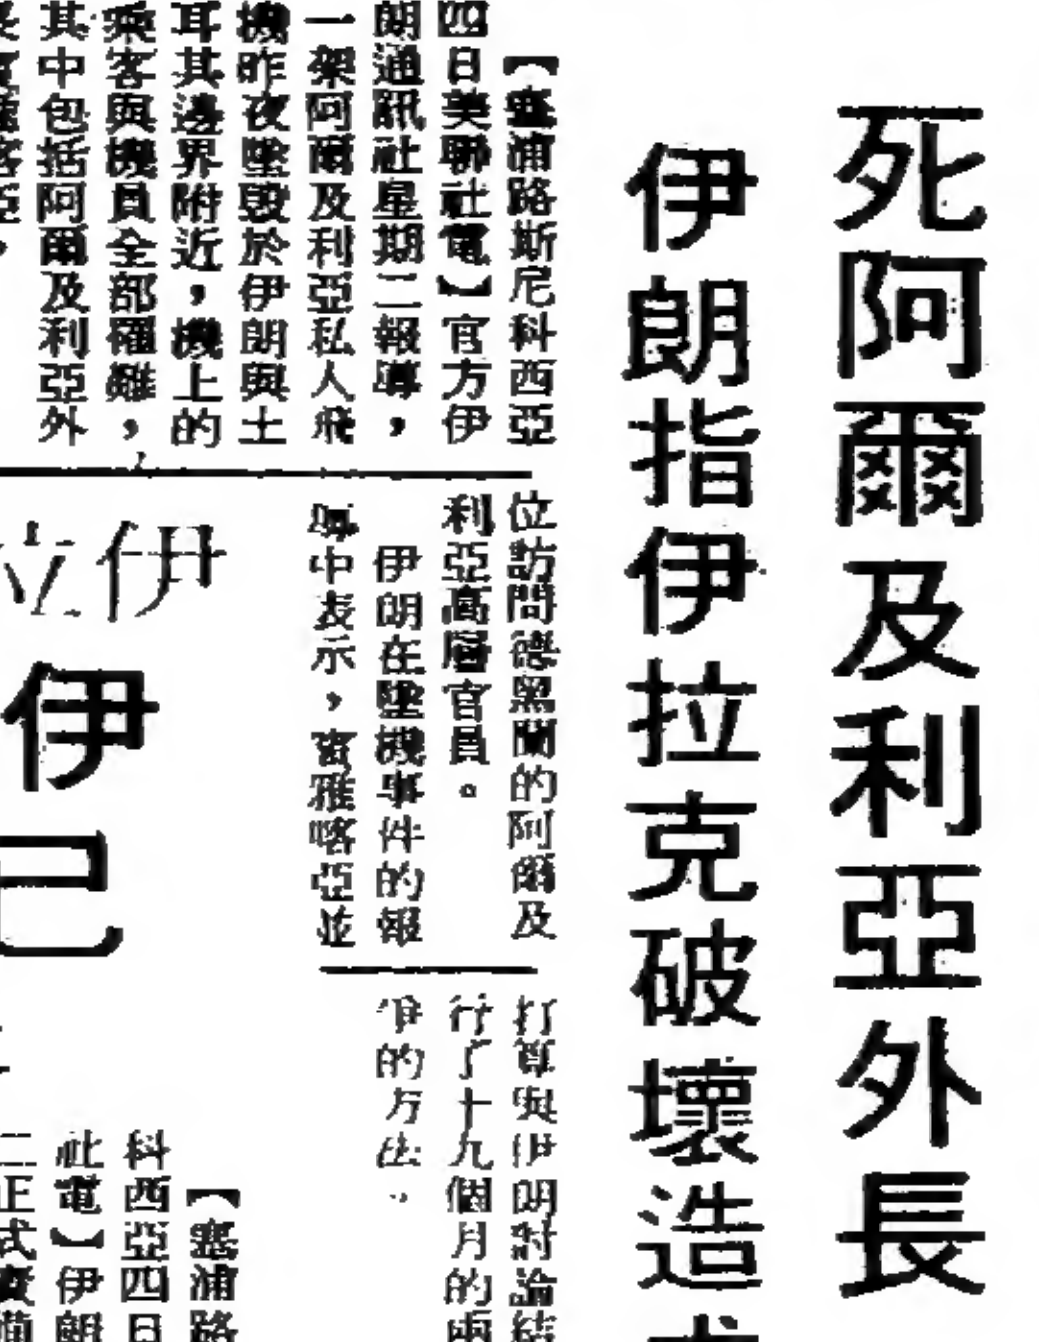 死阿爾及利亞外長
伊朗指伊拉克破壞造成
【塞浦路斯尼科西亞
四日美聯社電】官方伊
朗通訊社星期二報導，
一架阿爾及利亞私人飛
機昨夜墜毀於伊朗與土
耳其邊界附近，機上的
乘客與機員全部罹難，
其中包括阿爾及利亞外
位訪問德黑蘭的阿爾及
利亞高層官員。
伊朗在墜機事件的報
導中表示，賓雅喀亞並
打算與伊朗討論結
行了十九個月的兩
爭的方法。
伊
伊
【塞浦路
科西亞四日
社電】伊朗
二正式賓備